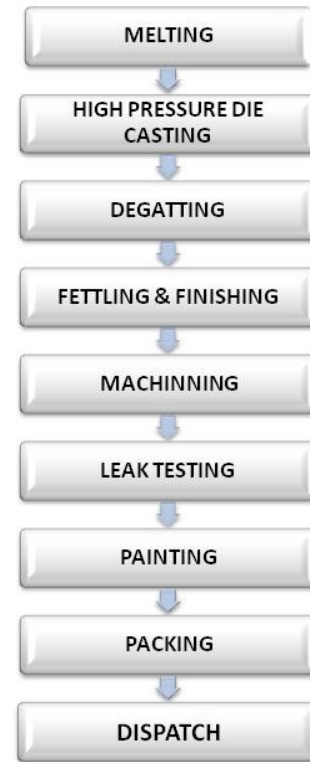 MELTING
HIGH PRESSURE DIE
CASTING
DEGATTING
FETTLING & FINISHING
MACHINNING
LEAK TESTING
PAINTING
PACKING
DISPATCH